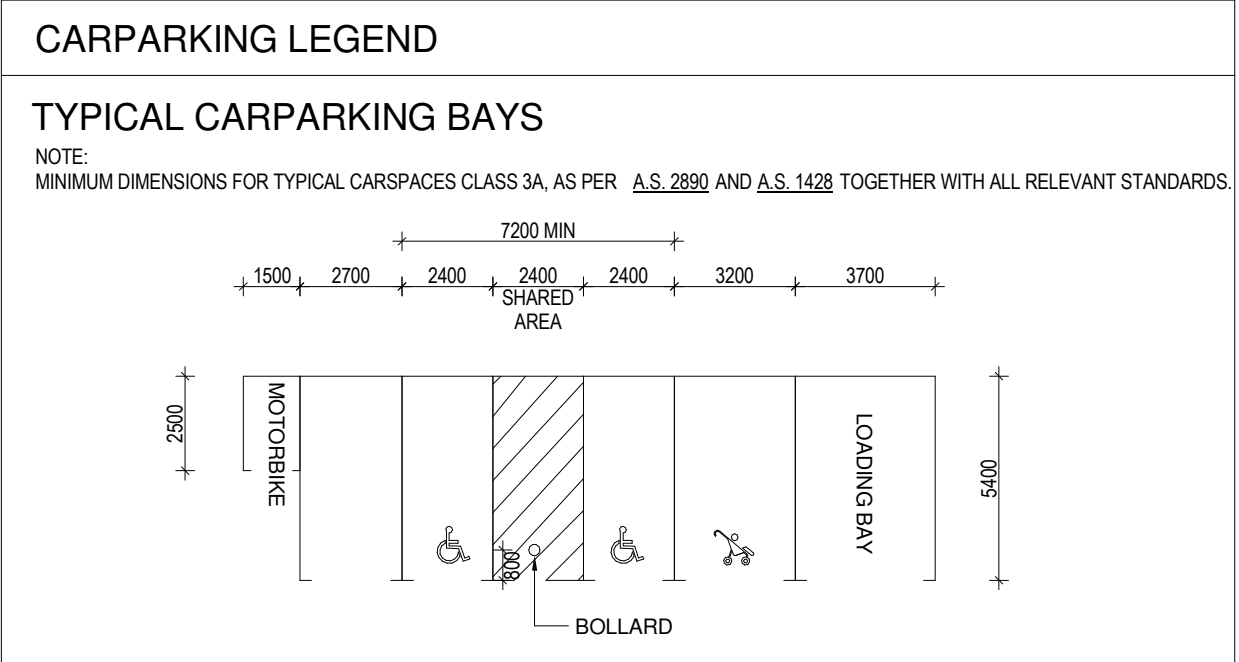 CARPARKING LEGEND
TYPICAL CARPARKING BAYS
NOTE:
MINIMUM DIMENSIONS FOR TYPICAL CARSPACES CLASS 3A, AS PER A.S. 2890 AND A.S. 1428 TOGETHER WITH ALL RELEVANT STANDARDS.
7200 MIN
1500 2700 2400 2400 2400 3200 3700
SHARED
AREA
2500
MOTORBIKE
LOADING BAY
5400
800
BOLLARD